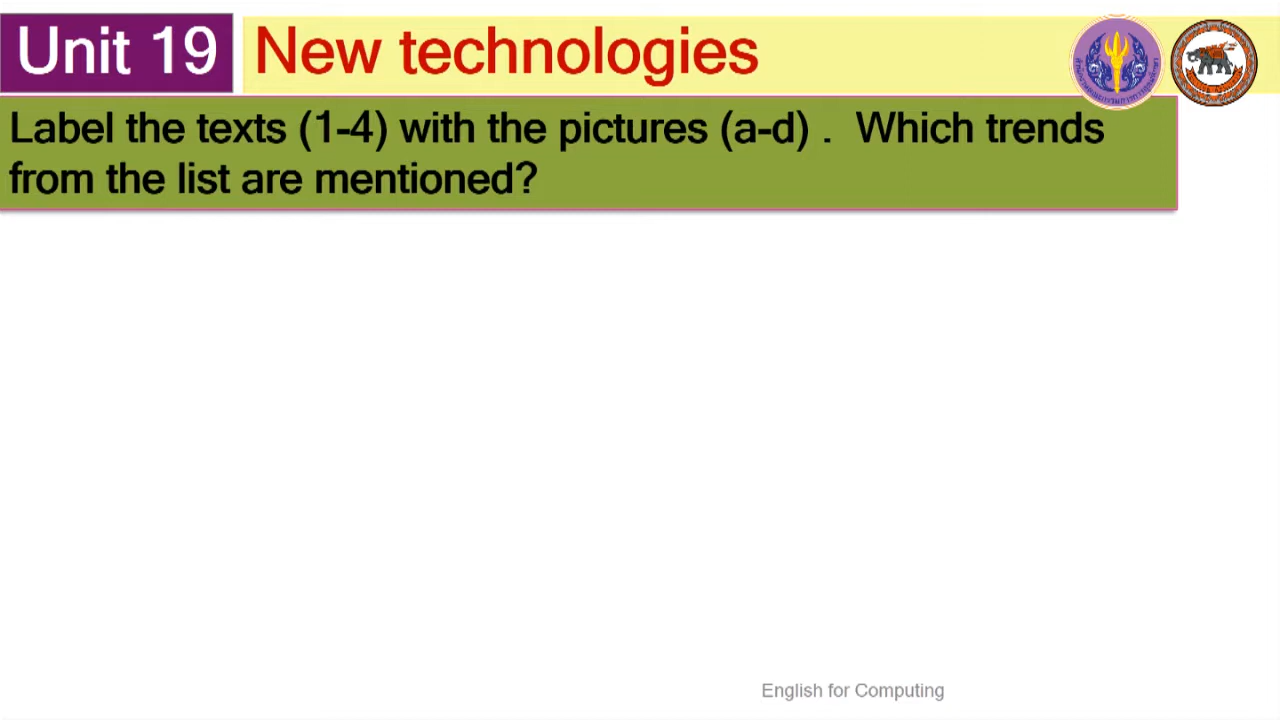 Unit 19
New technologies
Label the texts (1-4) with the pictures (a-d) .  Which trends
from the list are mentioned?
English for Computing